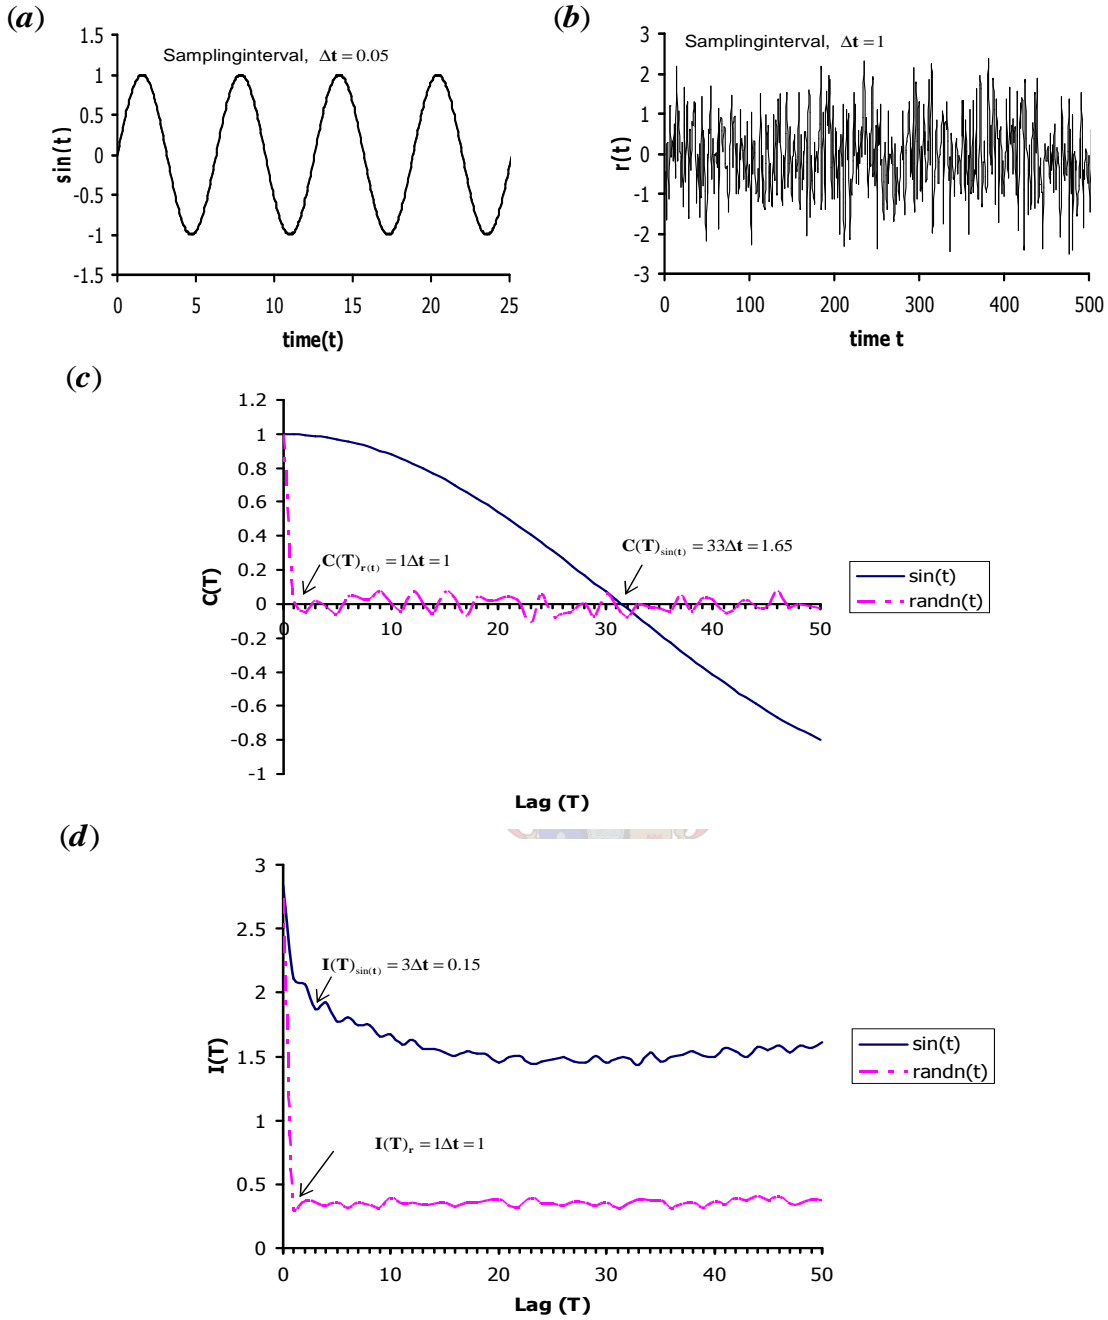 (a)
1.5
1
0.5
0
-0.5
-1
-1.5
sin(t)
Samplinginterval, Δt = 0.05
0 5 10 15 20 25
time(t)
(b)
3
2
1
0
-1
-2
-3
r(t)
Samplinginterval, Δt = 1
0 100 200 300 400 500
time t
(c)
1.2
1
0.8
0.6
0.4
0.2
0
-0.2
-0.4
-0.6
-0.8
-1
C(T)
C(T)r(t) = 1Δt = 1
C(T)sin(t) = 33Δt = 1.65
0 10 20 30 40 50
Lag (T)
sin(t)
randn(t)
(d)
3
2.5
2
1.5
1
0.5
0
I(T)
I(T)sin(t) = 3Δt = 0.15
I(T)r = 1Δt = 1
0 10 20 30 40 50
Lag (T)
sin(t)
randn(t)